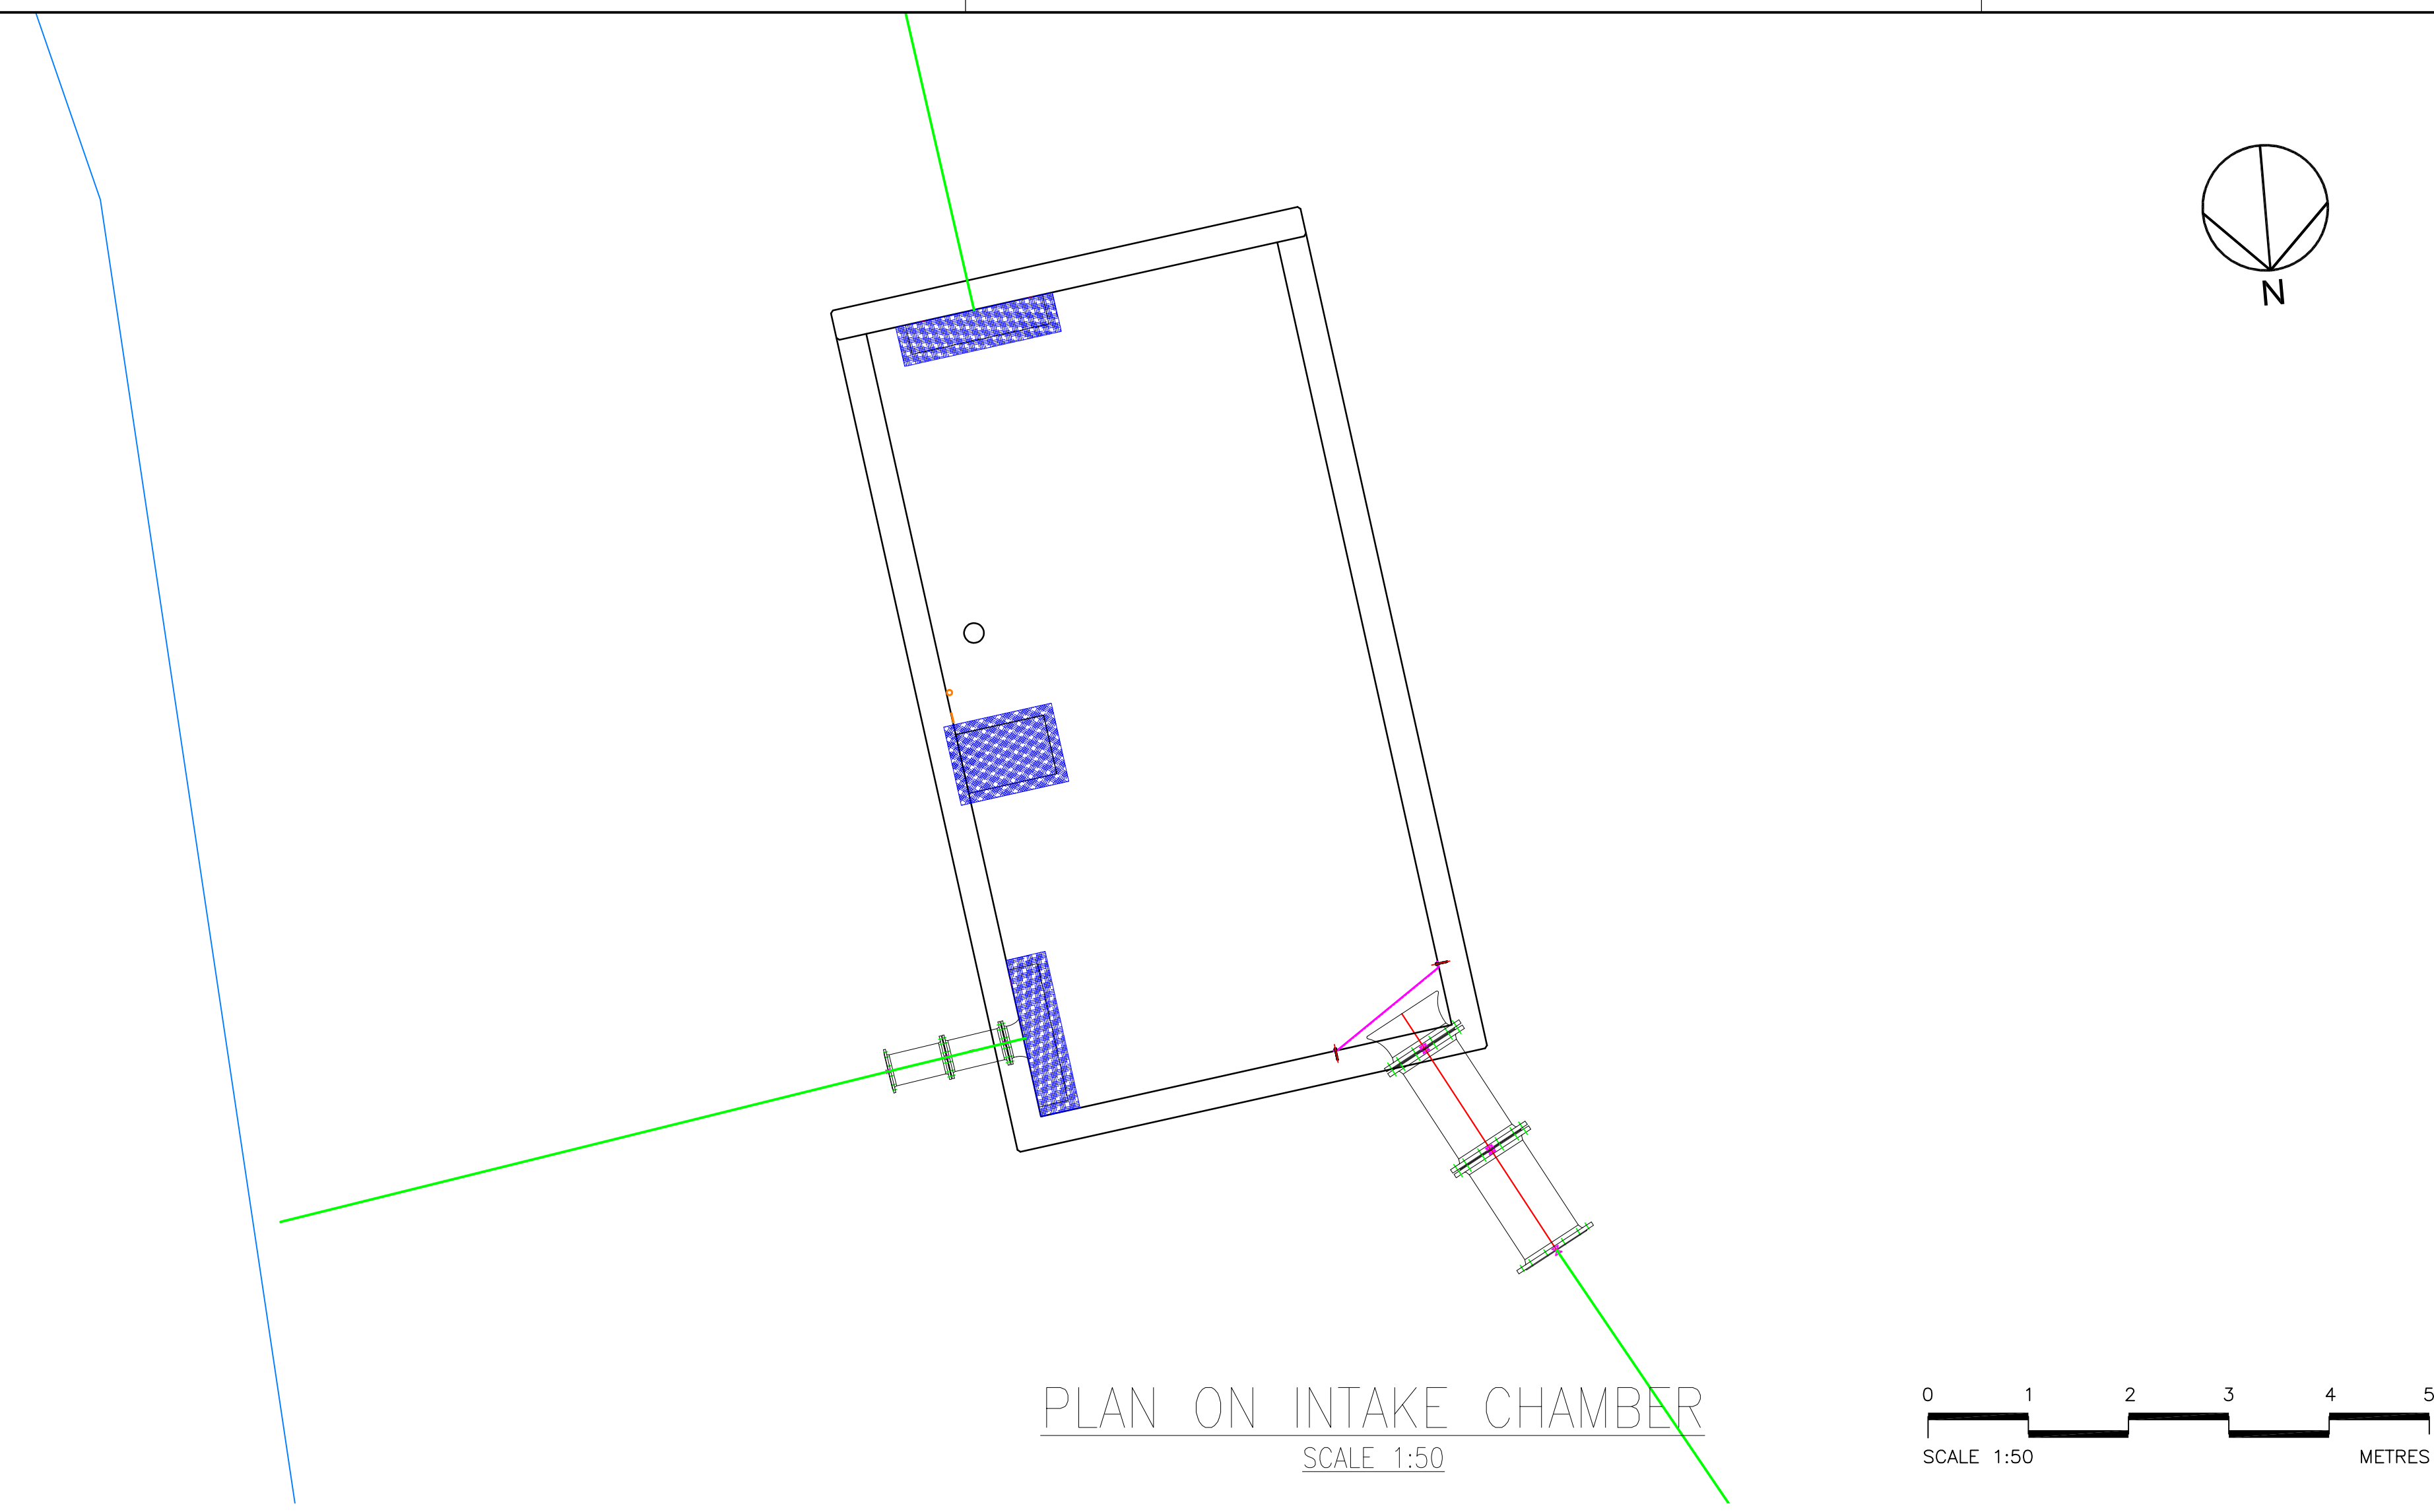 N
PLAN ON INTAKE CHAMBER
SCALE 1:50
0 1 2 3 4 5
SCALE 1:50 METRES